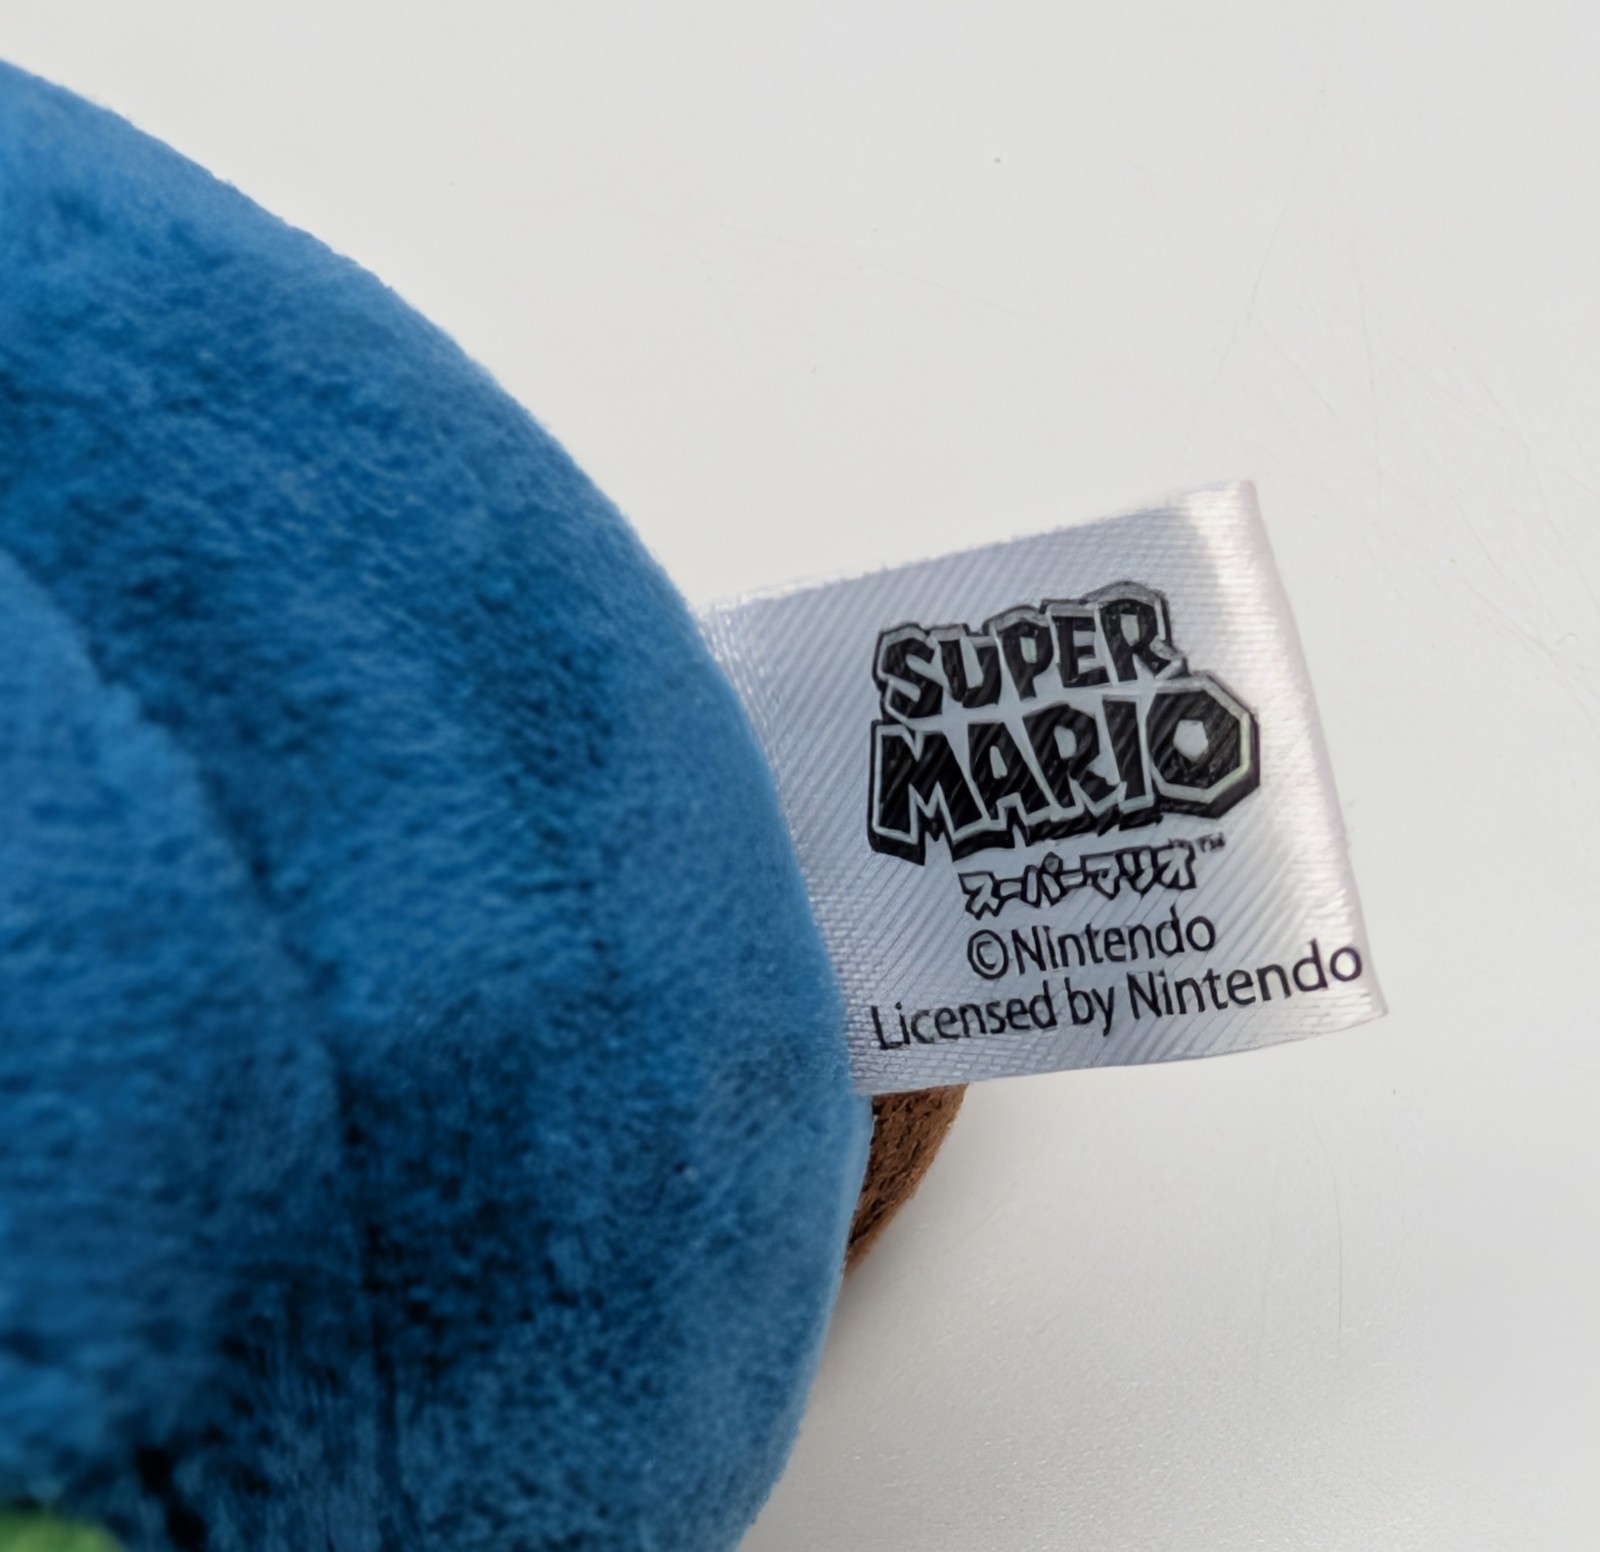 SUPER
MARIO
スーパーマリオ™
©Nintendo
Licensed by Nintendo